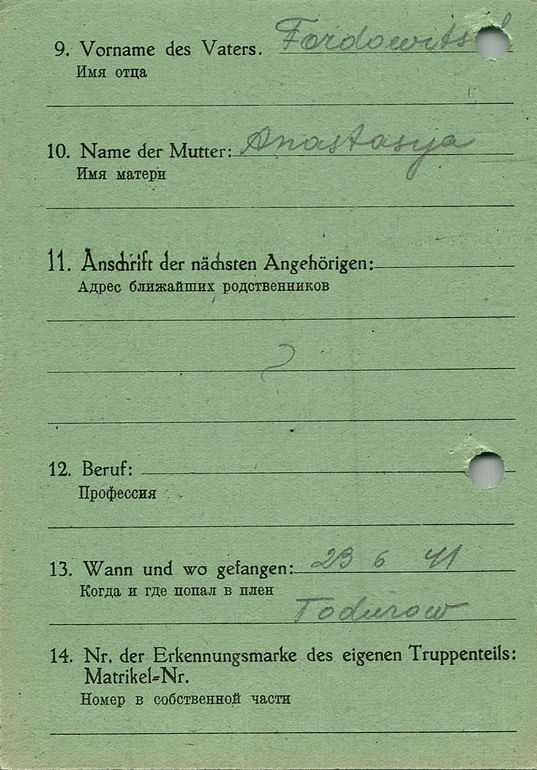 9. Vorname des Vaters.
Имя отца
10. Name der Mutter: Anastasya
Имя матери
11. Anschrift der nächsten Angehörigen:
Адрес ближайших родственников
?
12. Beruf:
Профессия
13. Wann und wo gefangen: 23 6 41
Когда и где попал в плен
Todurow
14. Nr. der Erkennungsmarke des eigenen Truppenteils:
Matrikel-Nr.
Номер в собственной части